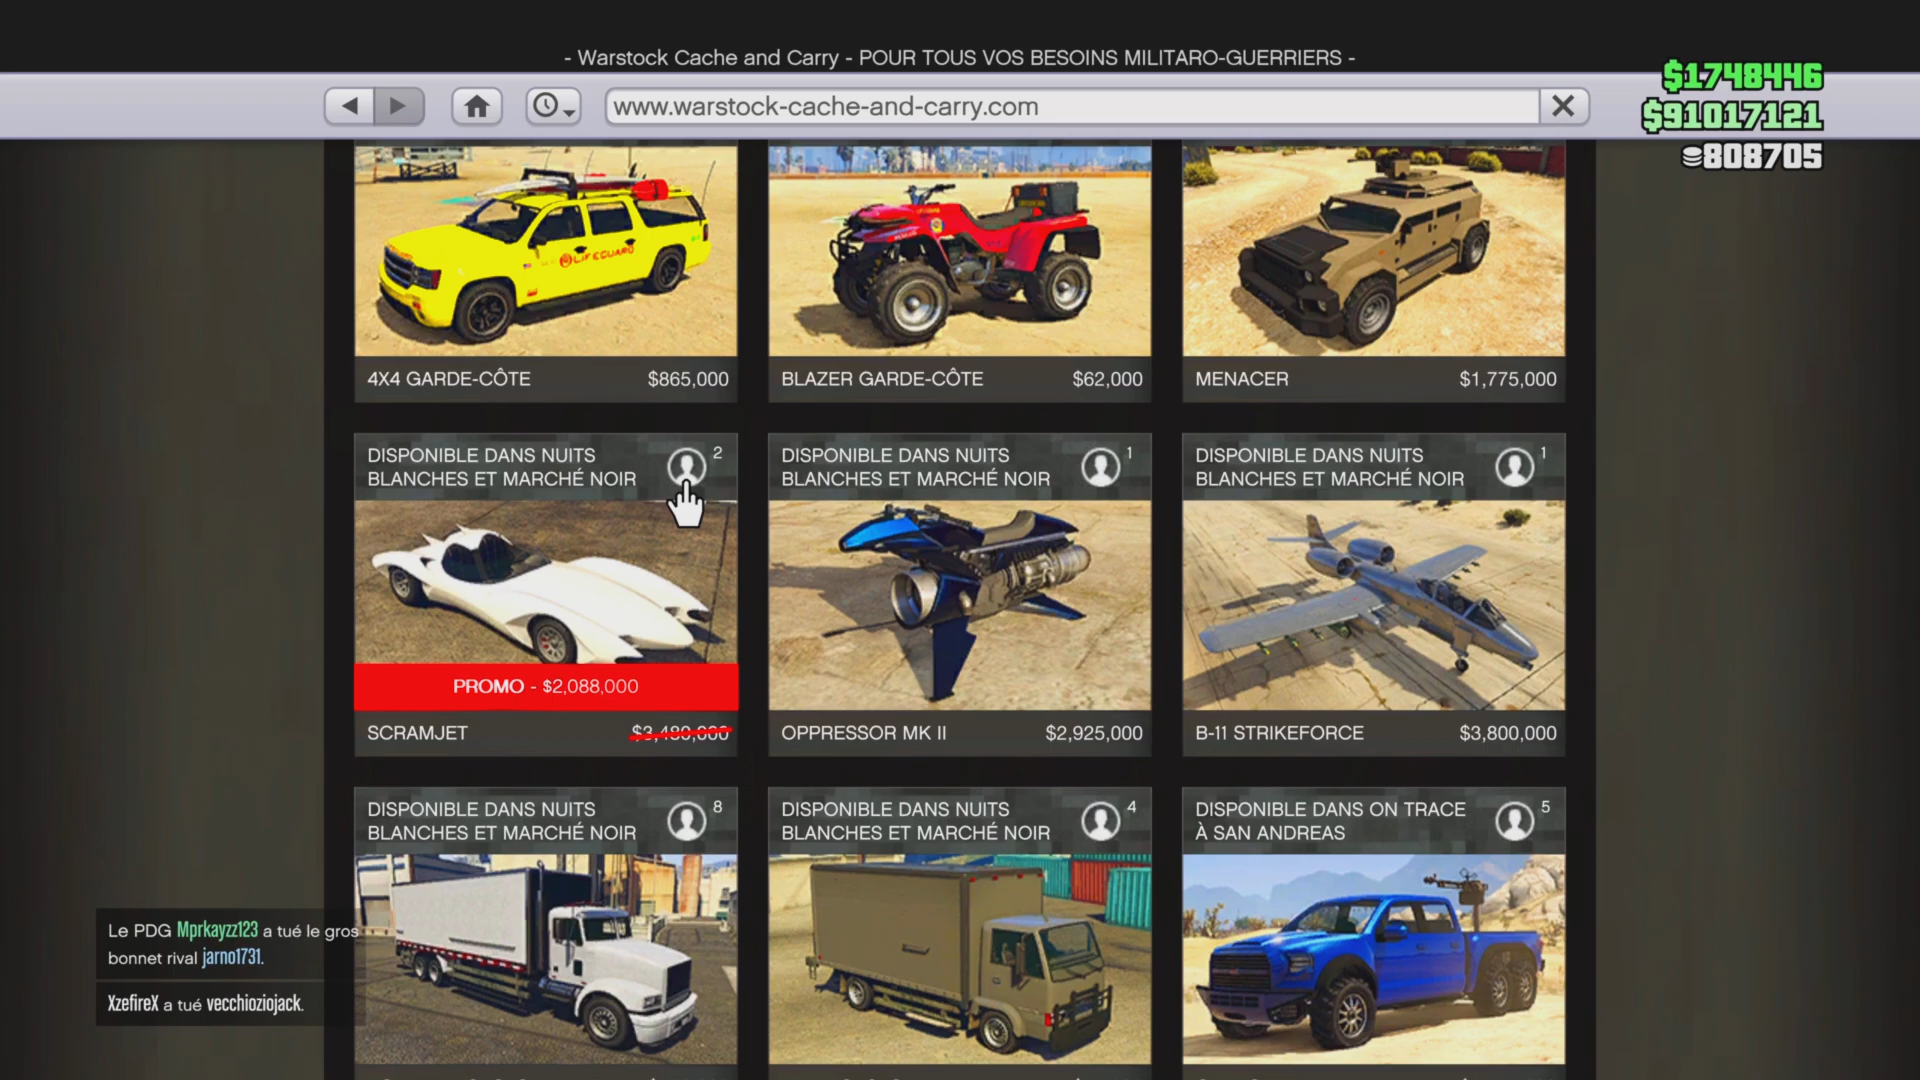 - Warstock Cache and Carry - POUR TOUS VOS BESOINS MILITARO-GUERRIERS -
$1748446
www.warstock-cache-and-carry.com
$91017121
808705
LIFEGUARD
4X4 GARDE-CÔTE $865,000
BLAZER GARDE-CÔTE $62,000
MENACER $1,775,000
DISPONIBLE DANS NUITS
BLANCHES ET MARCHÉ NOIR
2
DISPONIBLE DANS NUITS
BLANCHES ET MARCHÉ NOIR
1
DISPONIBLE DANS NUITS
BLANCHES ET MARCHÉ NOIR
1
PROMO - $2,088,000
SCRAMJET $3,480,000
OPPRESSOR MK II $2,925,000
B-11 STRIKEFORCE $3,800,000
DISPONIBLE DANS NUITS
BLANCHES ET MARCHÉ NOIR
8
DISPONIBLE DANS NUITS
BLANCHES ET MARCHÉ NOIR
4
DISPONIBLE DANS ON TRACE
À SAN ANDREAS
5
Le PDG Mprkayzz123 a tué le gros
bonnet rival jarno1731.
XzefireX a tué vecchioziojack.